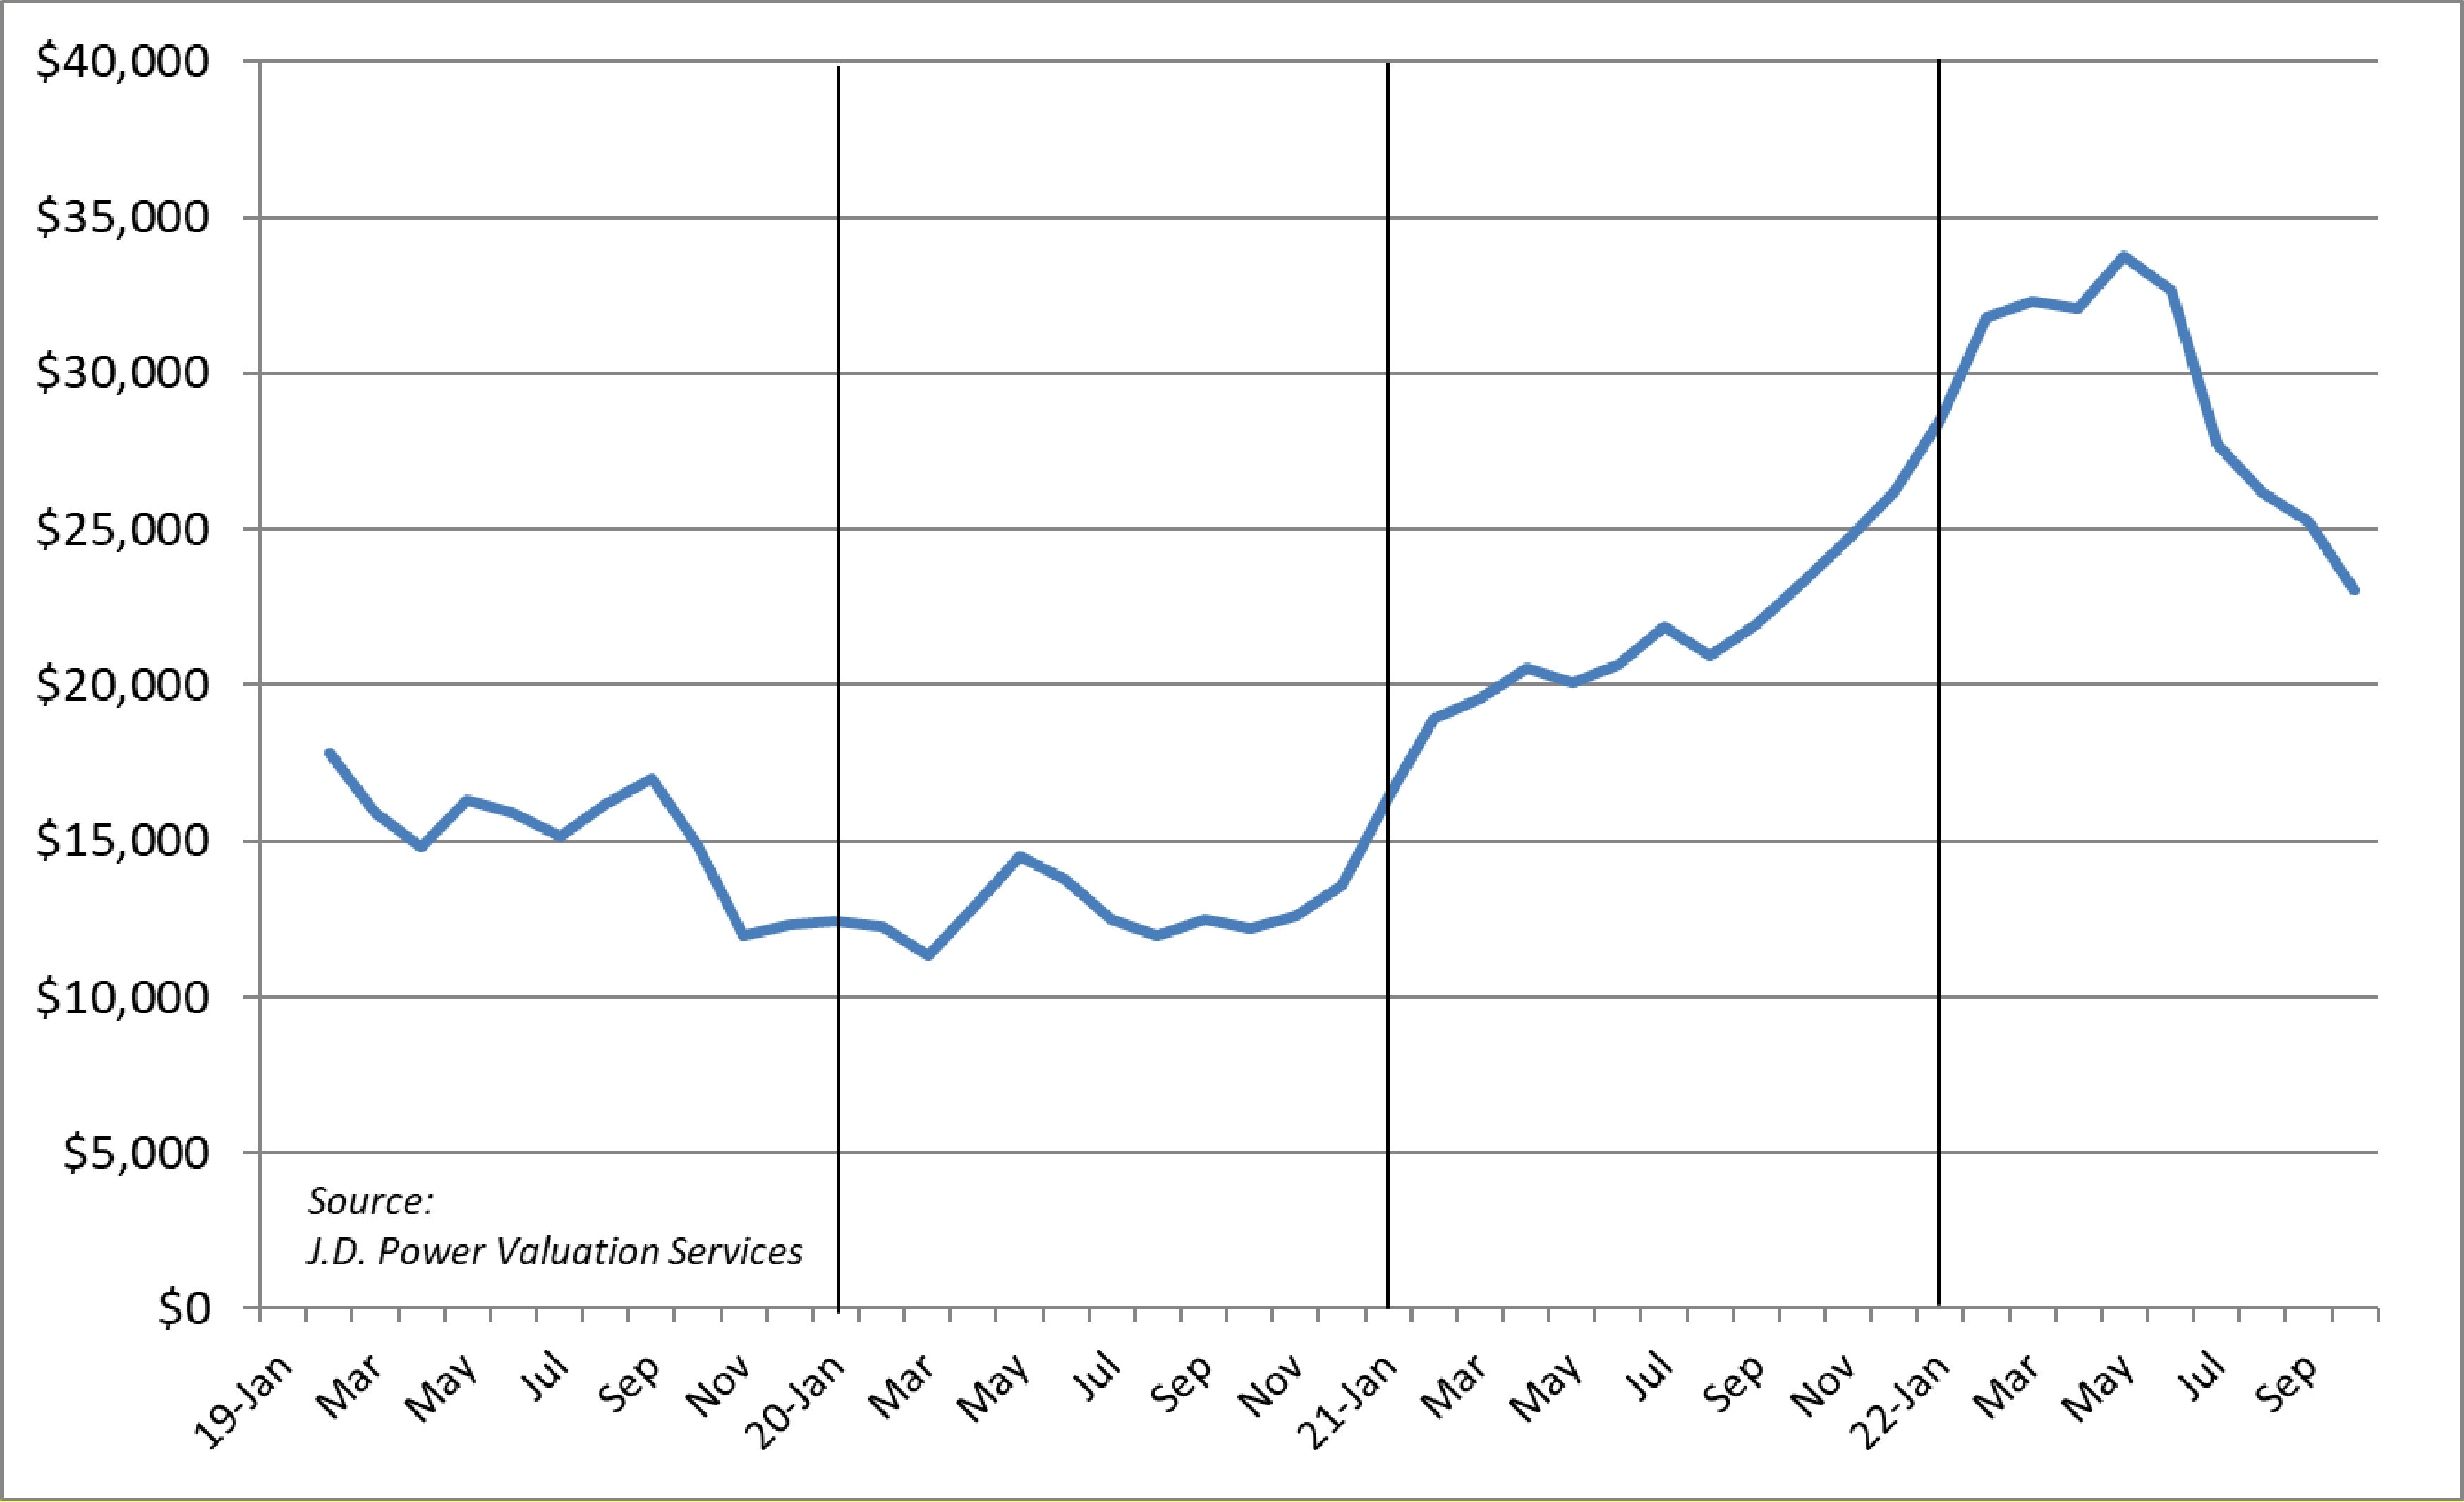 $40,000
$35,000
$30,000
$25,000
$20,000
$15,000
$10,000
$5,000
$0
Source:
J.D. Power Valuation Services
19-Jan
Mar
May
Jul
Sep
Nov
20-Jan
Mar
May
Jul
Sep
Nov
21-Jan
Mar
May
Jul
Sep
Nov
22-Jan
Mar
May
Jul
Sep